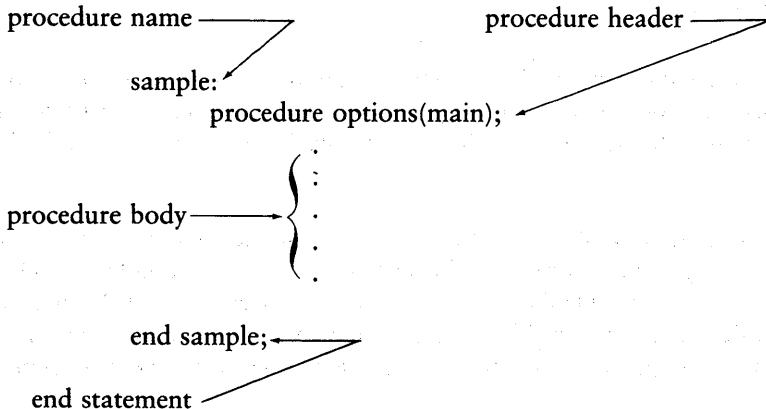 procedure name
procedure header
sample:
procedure options(main);
procedure body
end sample;
end statement